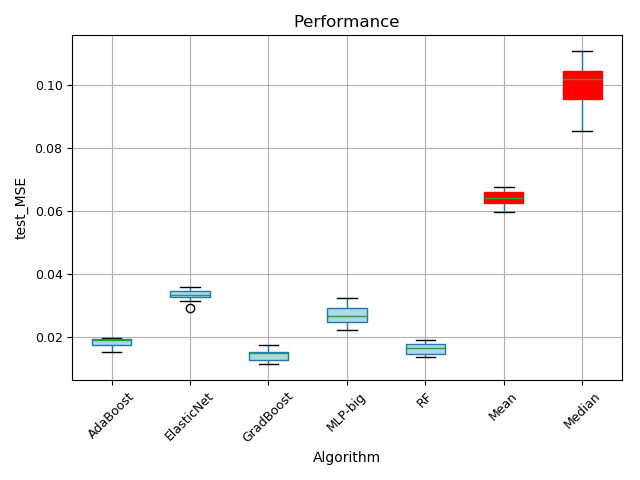 Performance
test_MSE
0.10
0.08
0.06
0.04
0.02
AdaBoost
ElasticNet
GradBoost
MLP-big
RF
Mean
Median
Algorithm